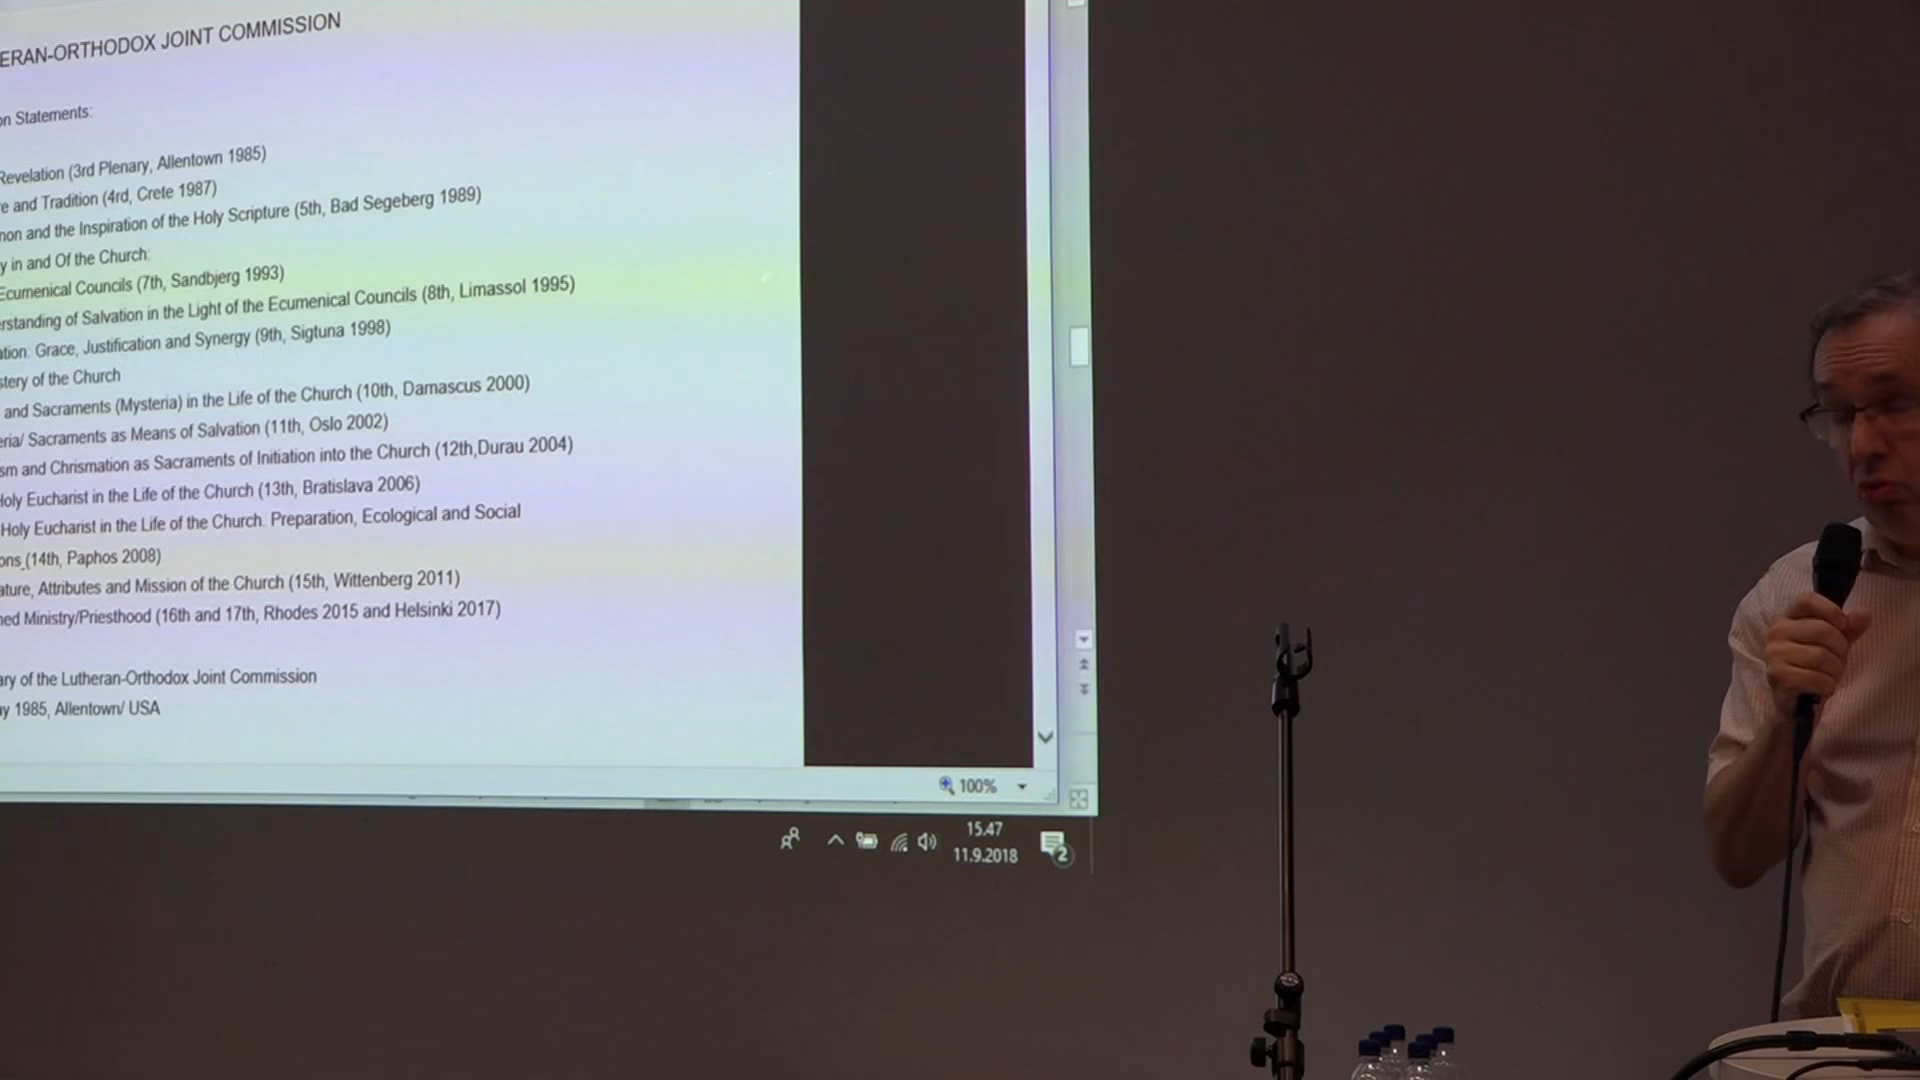 ERAN-ORTHODOX JOINT COMMISSION
on Statements:
Revelation (3rd Plenary, Allentown 1985)
e and Tradition (4rd, Crete 1987)
non and the Inspiration of the Holy Scripture (5th, Bad Segeberg 1989)
y in and Of the Church:
Ecumenical Councils (7th, Sandbjerg 1993)
erstanding of Salvation in the Light of the Ecumenical Councils (8th, Limassol 1995)
ation: Grace, Justification and Synergy (9th, Sigtuna 1998)
stery of the Church
and Sacraments (Mysteria) in the Life of the Church (10th, Damascus 2000)
eria/ Sacraments as Means of Salvation (11th, Oslo 2002)
sm and Chrismation as Sacraments of Initiation into the Church (12th,Durau 2004)
Holy Eucharist in the Life of the Church (13th, Bratislava 2006)
Holy Eucharist in the Life of the Church. Preparation, Ecological and Social
ons (14th, Paphos 2008)
ature, Attributes and Mission of the Church (15th, Wittenberg 2011)
ned Ministry/Priesthood (16th and 17th, Rhodes 2015 and Helsinki 2017)
ary of the Lutheran-Orthodox Joint Commission
ay 1985, Allentown/ USA
100%
15.47
11.9.2018
2